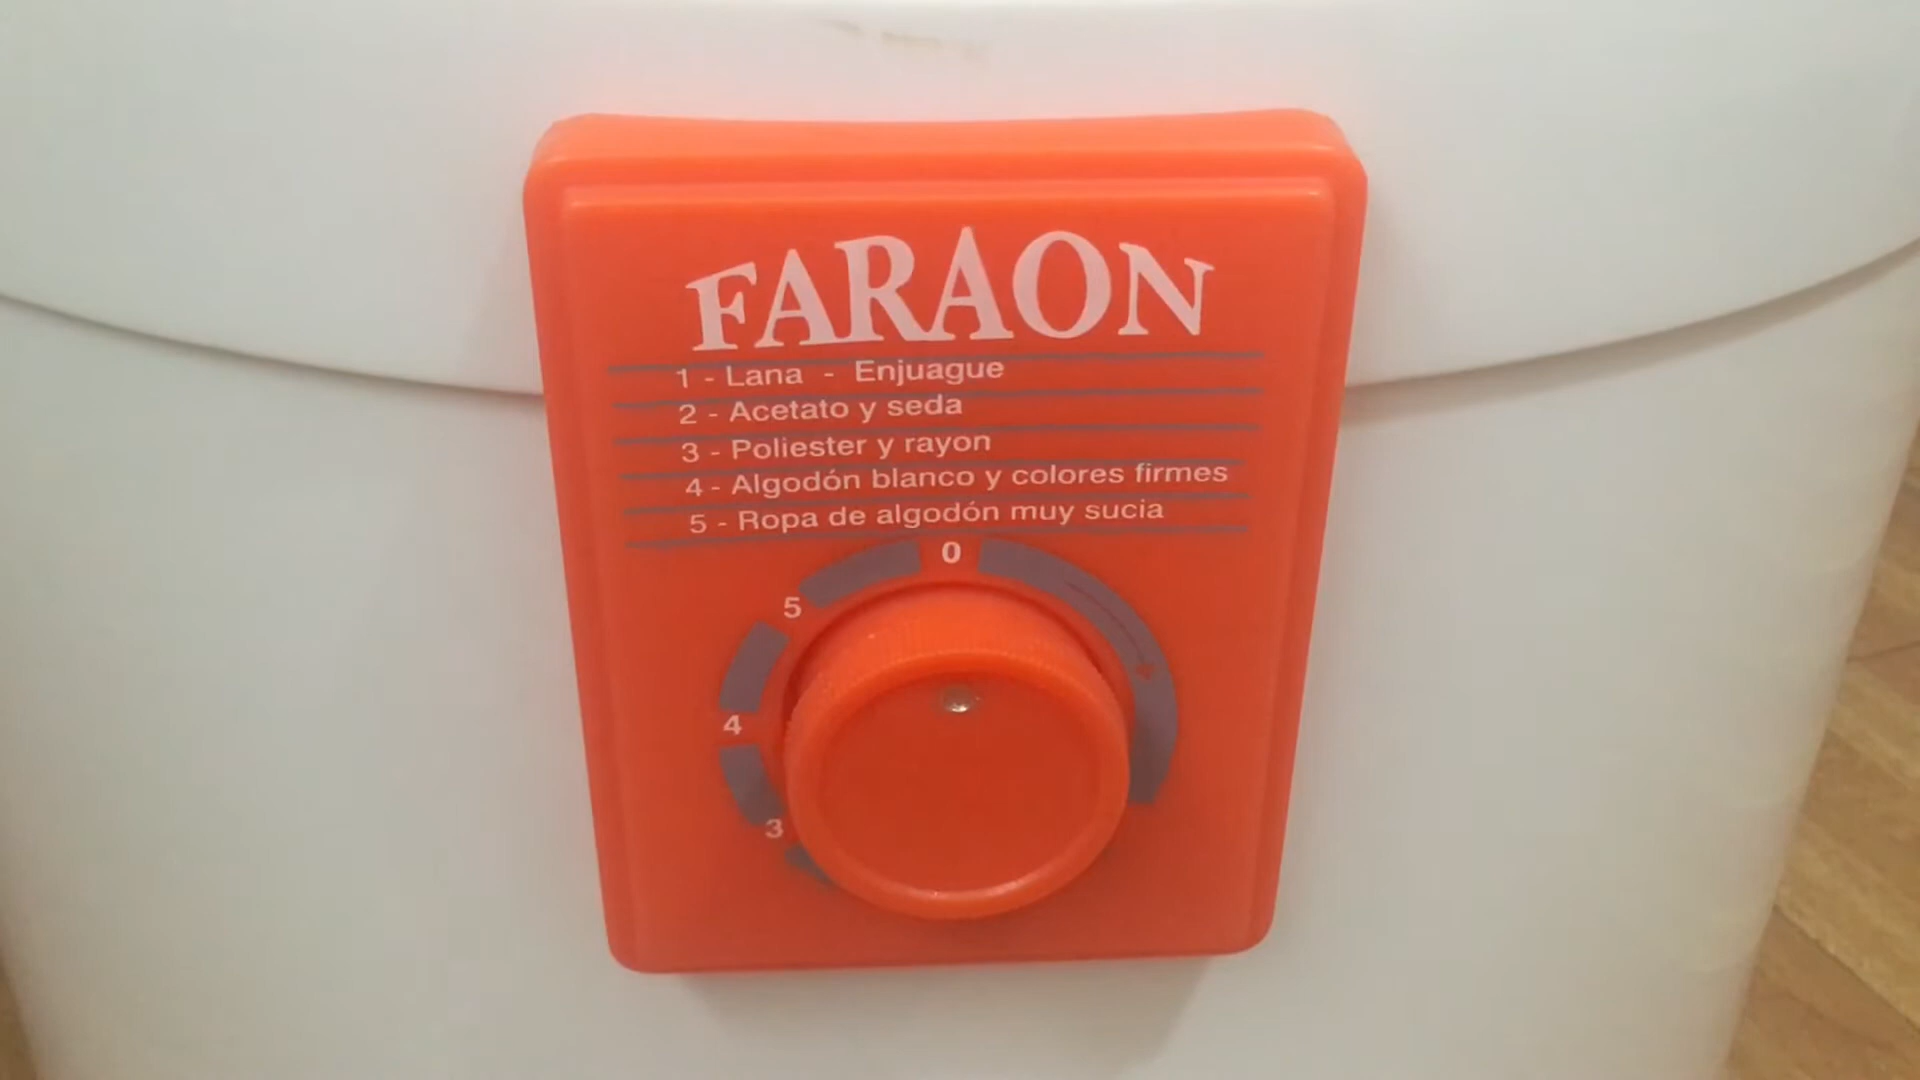 FARAON
1 - Lana - Enjuague
2 - Acetato y seda
3 - Poliester y rayon
4 - Algodón blanco y colores firmes
5 - Ropa de algodón muy sucia
0
5
4
3